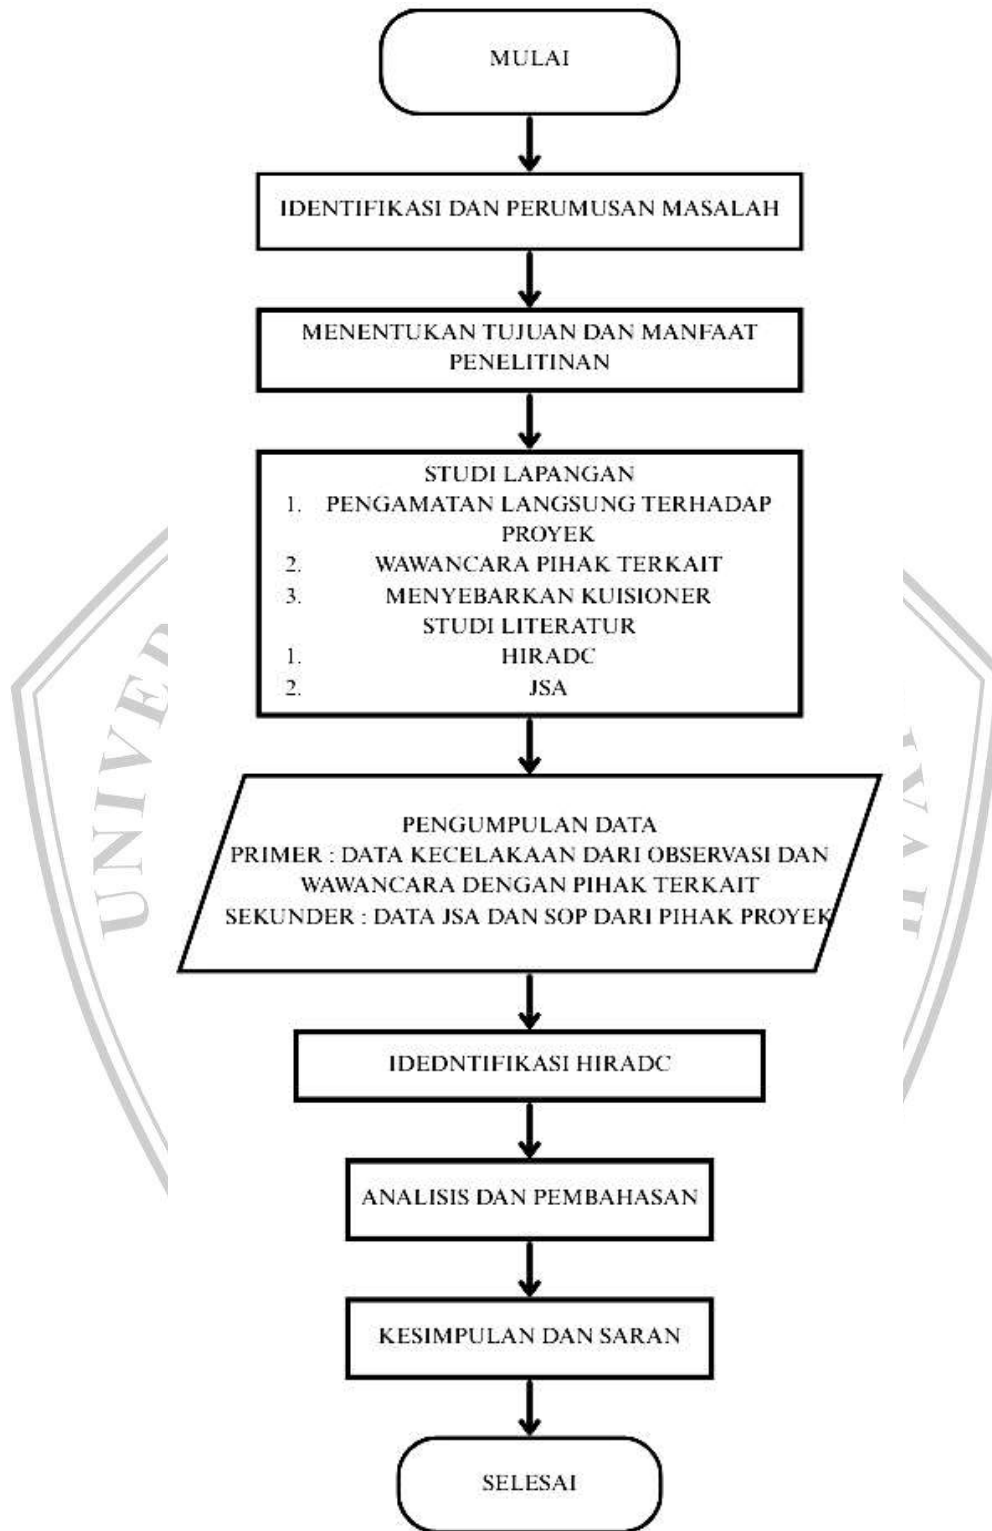 MULAI
IDENTIFIKASI DAN PERUMUSAN MASALAH
MENENTUKAN TUJUAN DAN MANFAAT
PENELITINAN
STUDI LAPANGAN
1. PENGAMATAN LANGSUNG TERHADAP
PROYEK
2. WAWANCARA PIHAK TERKAIT
3. MENYEBARKAN KUISIONER
STUDI LITERATUR
1. HIRADC
2. JSA
PENGUMPULAN DATA
PRIMER : DATA KECELAKAAN DARI OBSERVASI DAN
WAWANCARA DENGAN PIHAK TERKAIT
SEKUNDER : DATA JSA DAN SOP DARI PIHAK PROYEK
IDEDNTIFIKASI HIRADC
ANALISIS DAN PEMBAHASAN
KESIMPULAN DAN SARAN
SELESAI
UNIVER